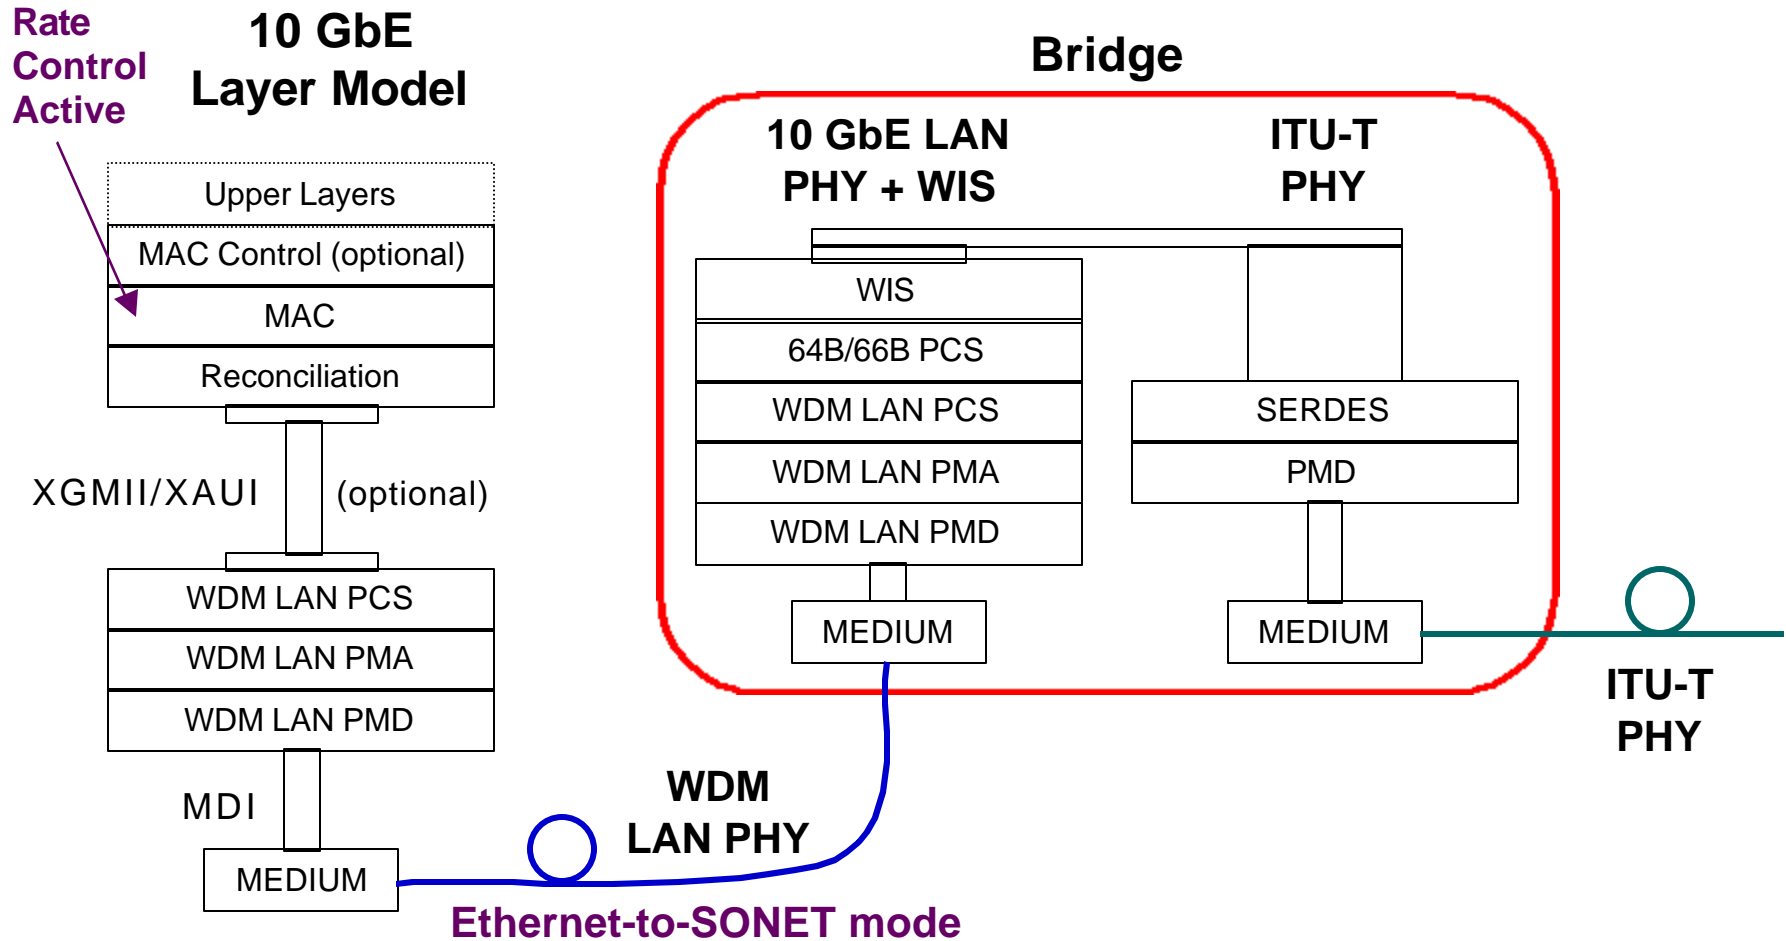 Rate
Control
Active
10 GbE
Layer Model
Upper Layers
MAC Control (optional)
MAC
Reconciliation
XGMII/XAUI
(optional)
WDM LAN PCS
WDM LAN PMA
WDM LAN PMD
MDI
MEDIUM
Bridge
10 GbE LAN
PHY + WIS
WIS
64B/66B PCS
WDM LAN PCS
WDM LAN PMA
WDM LAN PMD
MEDIUM
ITU-T
PHY
SERDES
PMD
MEDIUM
ITU-T
PHY
WDM
LAN PHY
Ethernet-to-SONET mode